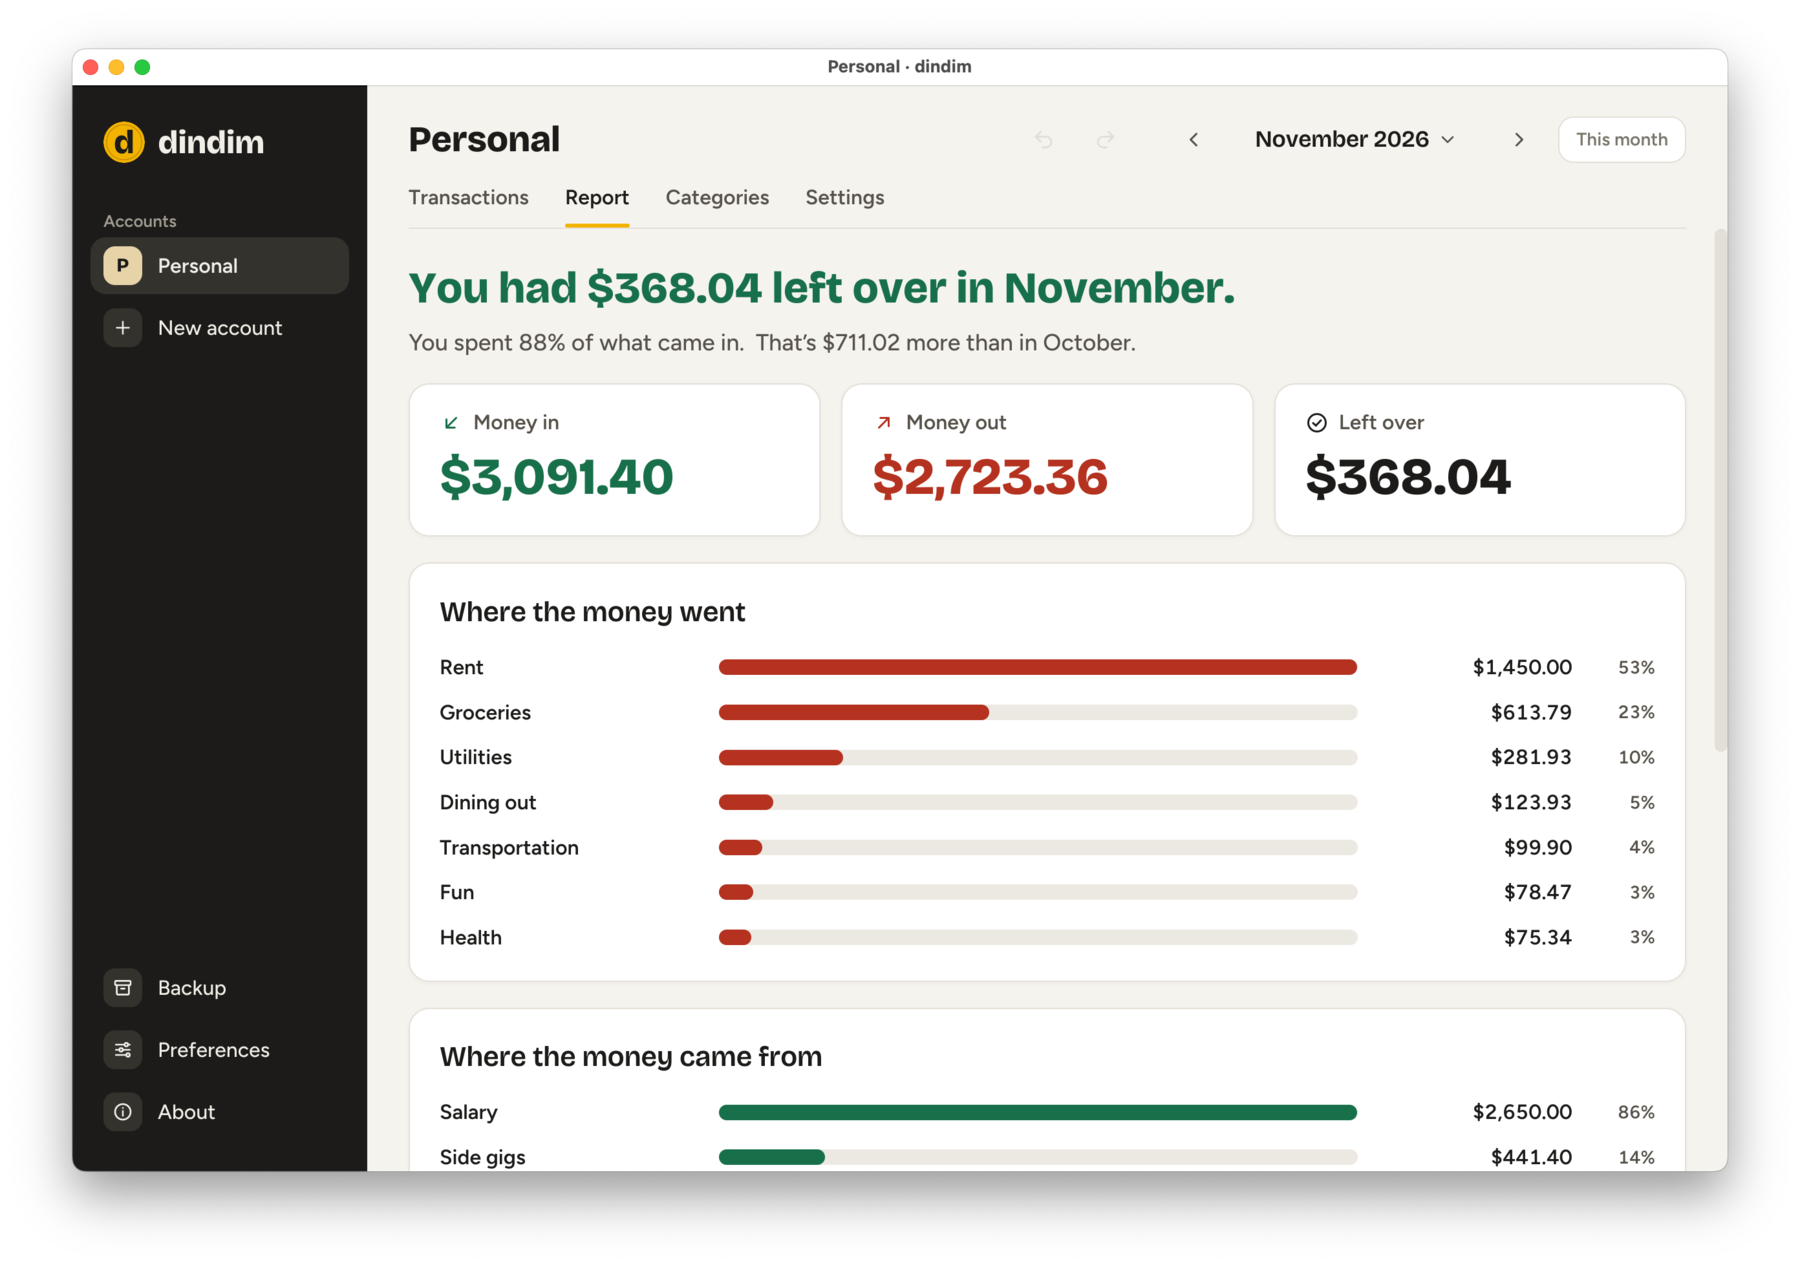 Personal · dindim
d dindim
Accounts
P Personal
New account
Backup
Preferences
About
Personal
November 2026
This month
Transactions Report Categories Settings
You had $368.04 left over in November.
You spent 88% of what came in. That’s $711.02 more than in October.
Money in
$3,091.40
Money out
$2,723.36
Left over
$368.04
Where the money went
Rent $1,450.00 53%
Groceries $613.79 23%
Utilities $281.93 10%
Dining out $123.93 5%
Transportation $99.90 4%
Fun $78.47 3%
Health $75.34 3%
Where the money came from
Salary $2,650.00 86%
Side gigs $441.40 14%